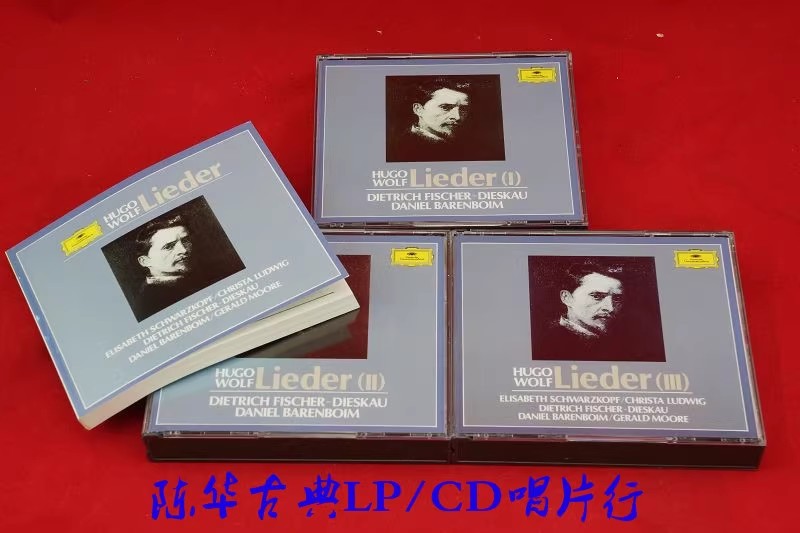 HUGO
WOLF Lieder (I)
DIETRICH FISCHER-DIESKAU
DANIEL BARENBOIM
HUGO
WOLF Lieder
ELISABETH SCHWARZKOPF/CHRISTA LUDWIG
DIETRICH FISCHER-DIESKAU
DANIEL BARENBOIM/GERALD MOORE
HUGO
WOLF Lieder (II)
DIETRICH FISCHER-DIESKAU
DANIEL BARENBOIM
HUGO
WOLF Lieder (III)
ELISABETH SCHWARZKOPF/CHRISTA LUDWIG
DIETRICH FISCHER-DIESKAU
DANIEL BARENBOIM/GERALD MOORE
陈华古典LP/CD唱片行